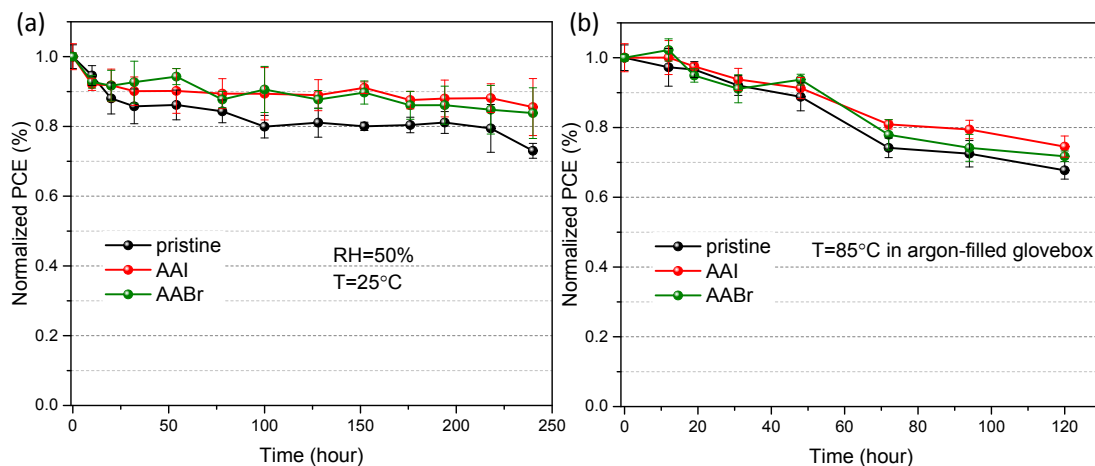 (a)
Normalized PCE (%)
1.0
0.8
0.6
0.4
0.2
0.0
pristine
AAI
AABr
RH=50%
T=25°C
0 50 100 150 200 250
Time (hour)
(b)
Normalized PCE (%)
1.0
0.8
0.6
0.4
0.2
0.0
pristine
AAI
AABr
T=85°C in argon-filled glovebox
0 20 40 60 80 100 120
Time (hour)